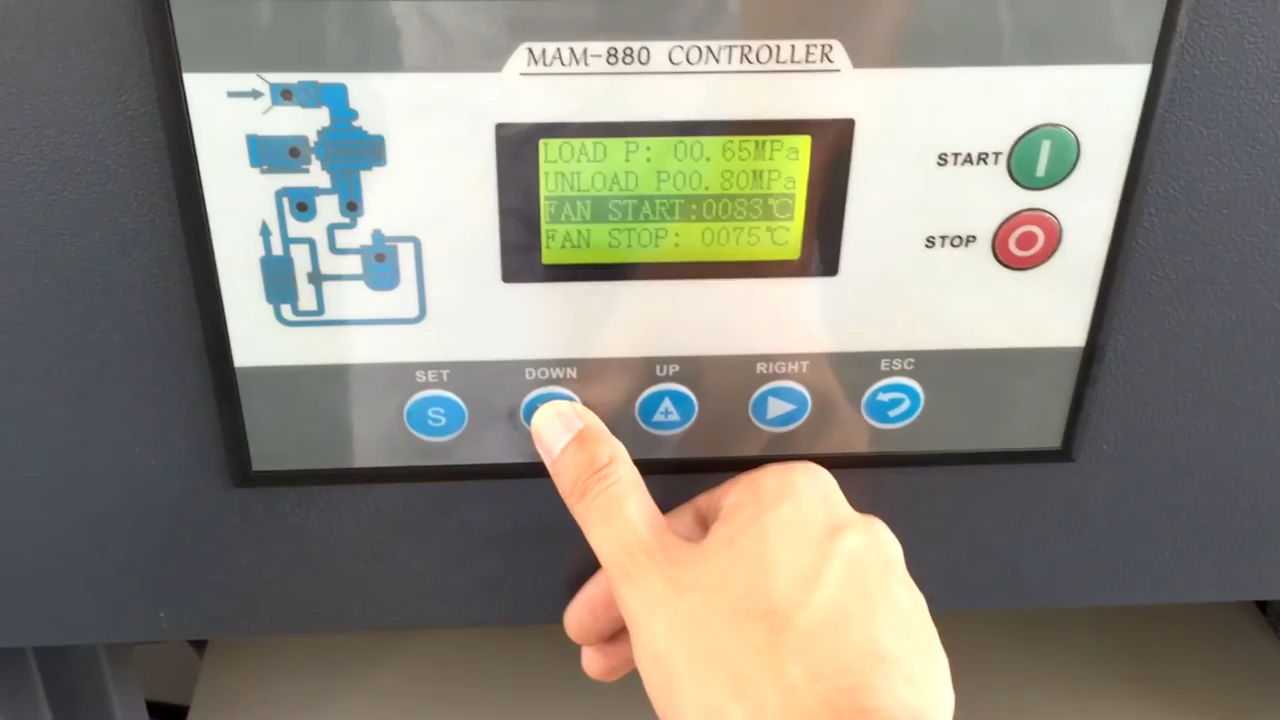 MAM-880 CONTROLLER
LOAD P: 00.65MPa
UNLOAD P00.80MPa
FAN START:0083℃
FAN STOP: 0075℃
START
STOP
SET
DOWN
UP
RIGHT
ESC
S